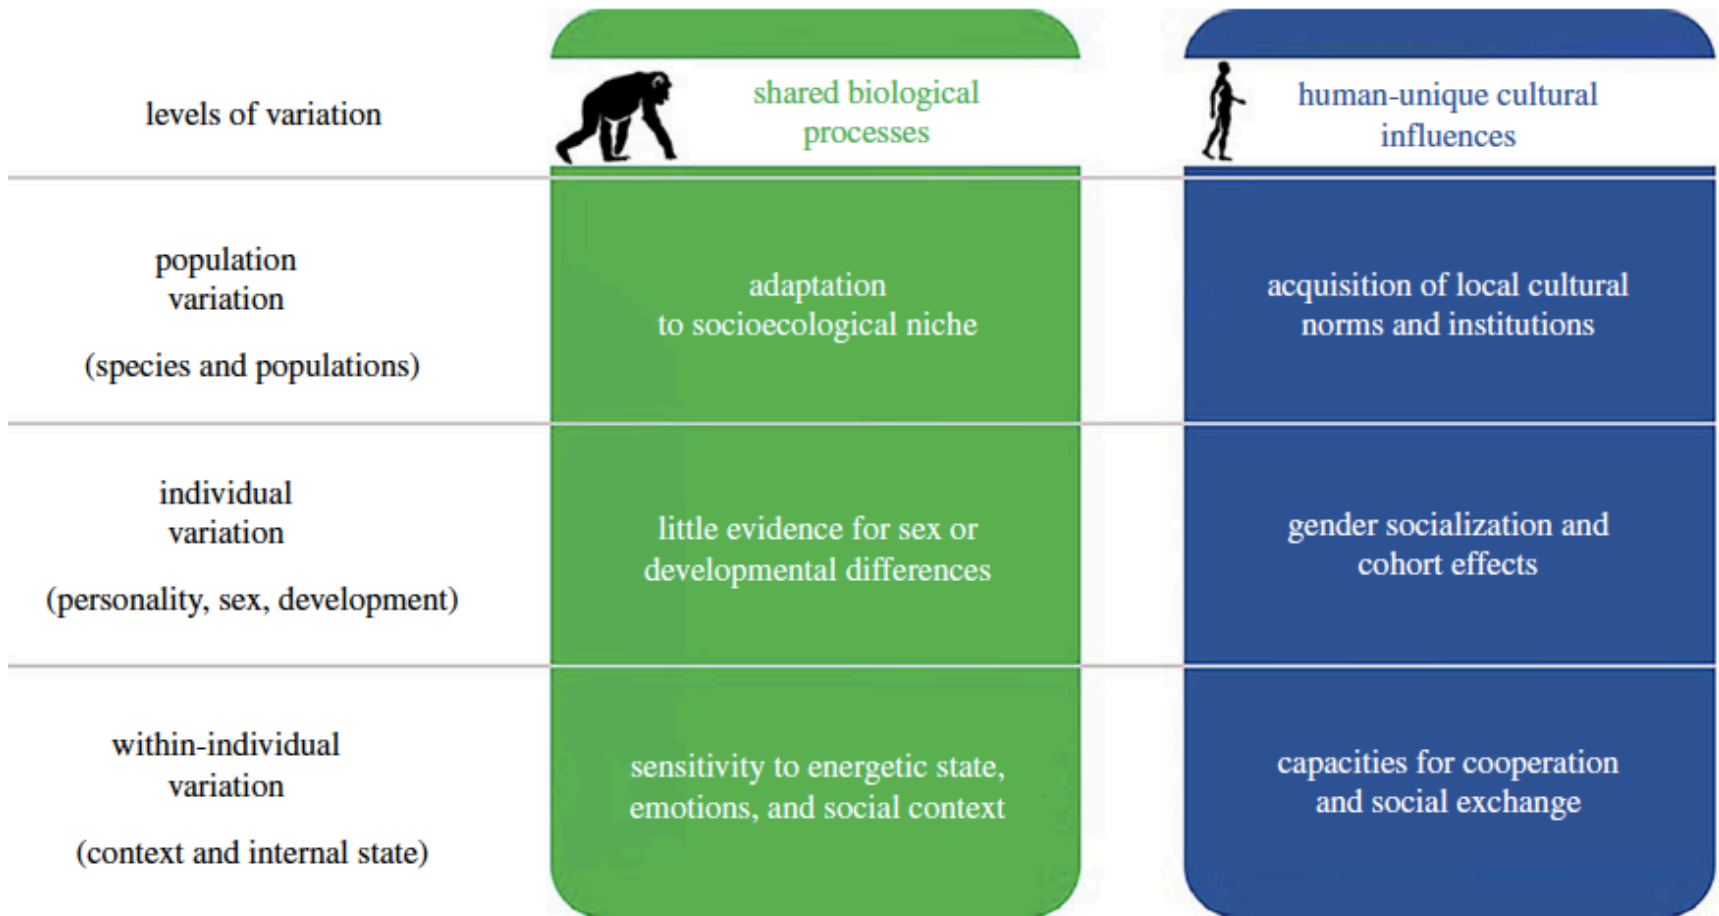 levels of variation
shared biological
processes
human-unique cultural
influences
population
variation
(species and populations)
adaptation
to socioecological niche
acquisition of local cultural
norms and institutions
individual
variation
(personality, sex, development)
little evidence for sex or
developmental differences
gender socialization and
cohort effects
within-individual
variation
(context and internal state)
sensitivity to energetic state,
emotions, and social context
capacities for cooperation
and social exchange